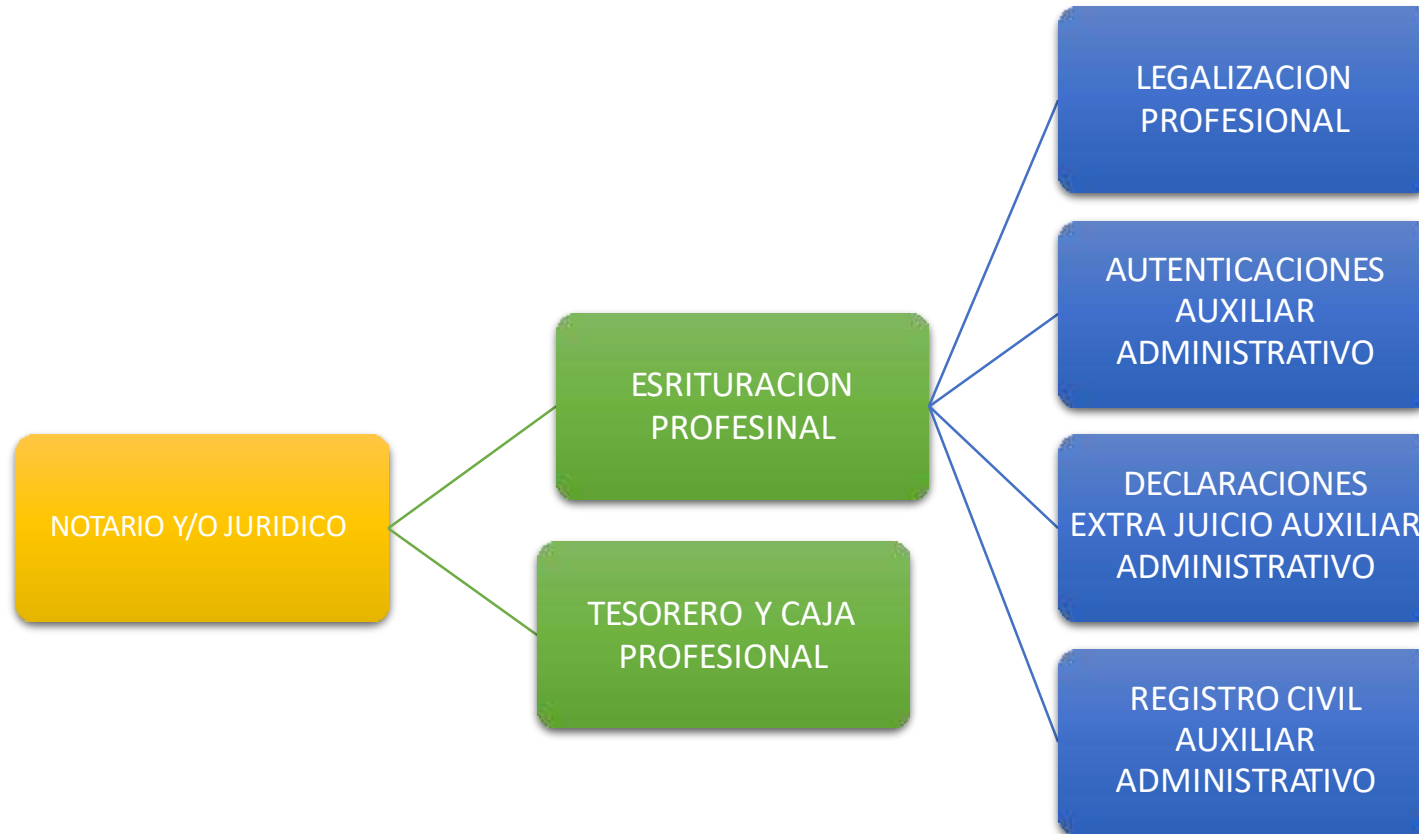 NOTARIO Y/O JURIDICO
ESRITURACION
PROFESINAL
TESORERO Y CAJA
PROFESIONAL
LEGALIZACION
PROFESIONAL
AUTENTICACIONES
AUXILIAR
ADMINISTRATIVO
DECLARACIONES
EXTRA JUICIO AUXILIAR
ADMINISTRATIVO
REGISTRO CIVIL
AUXILIAR
ADMINISTRATIVO